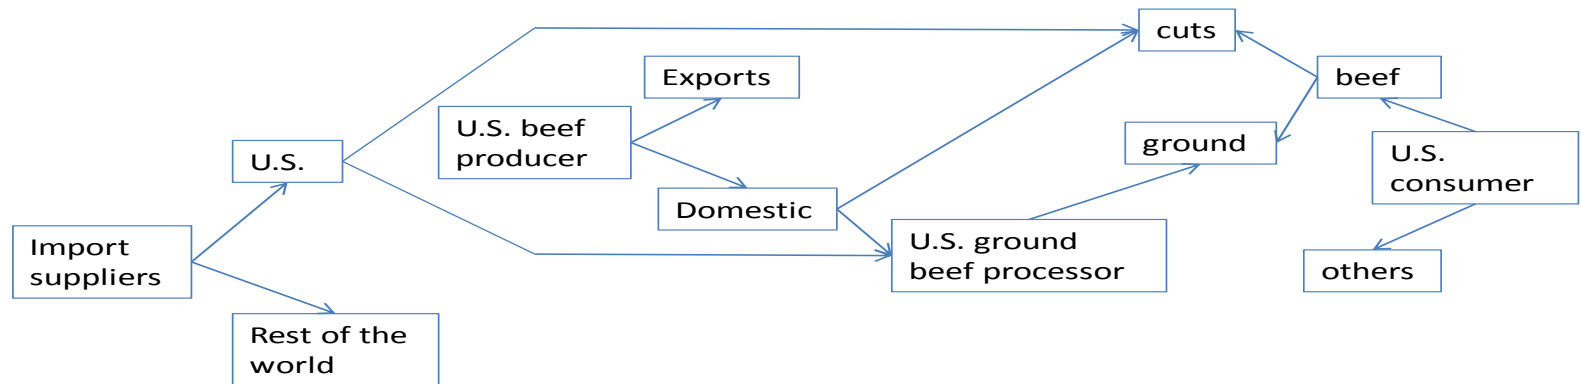 cuts
Exports
beef
U.S. beef
producer
ground
U.S.
U.S.
consumer
Domestic
Import
suppliers
U.S. ground
beef processor
others
Rest of the
world